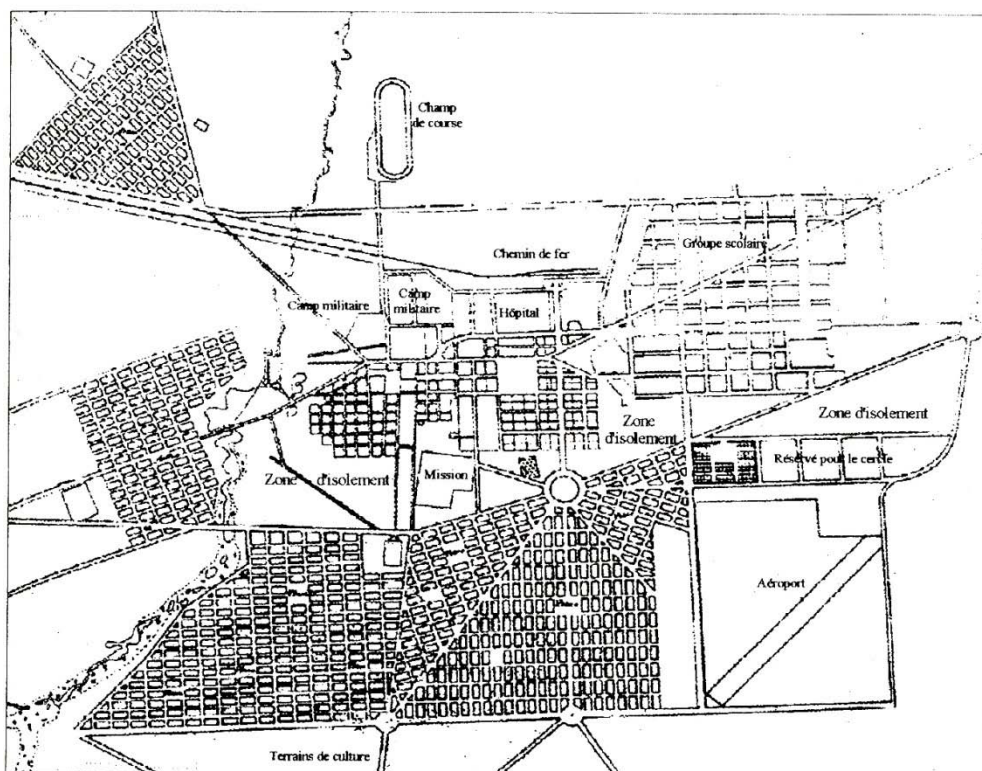 Champ
de course
Groupe scolaire
Chemin de fer
Camp militaire
Camp
militaire
Hôpital
Zone
d'isolement
Zone d'isolement
Réservé pour le cercle
Zone d'isolement
Mission
Aéroport
Terrains de culture